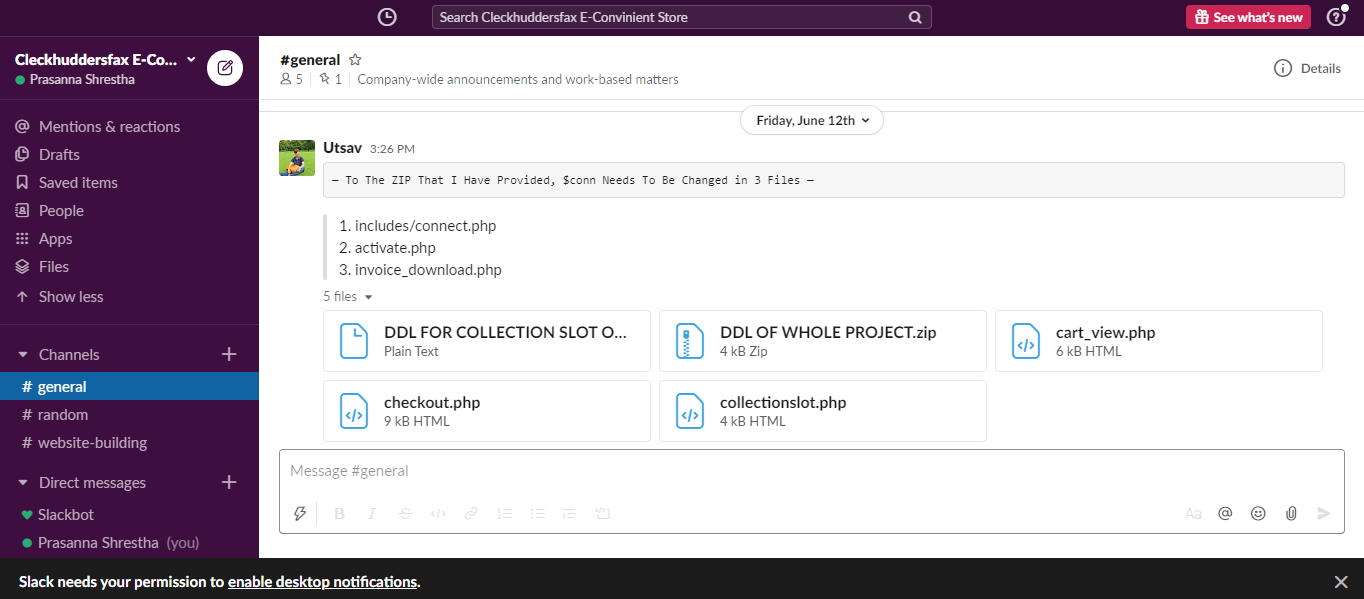 Search Cleckhuddersfax E-Convinient Store
See what's new
Cleckhuddersfax E-Co...
Prasanna Shrestha
Mentions & reactions
Drafts
Saved items
People
Apps
Files
Show less
Channels
# general
# random
# website-building
Direct messages
Slackbot
Prasanna Shrestha (you)
#general
5 | 1 | Company-wide announcements and work-based matters
Details
Friday, June 12th
Utsav 3:26 PM
— To The ZIP That I Have Provided, $conn Needs To Be Changed in 3 Files —
1. includes/connect.php
2. activate.php
3. invoice_download.php
5 files
DDL FOR COLLECTION SLOT O...
Plain Text
DDL OF WHOLE PROJECT.zip
4 kB Zip
cart_view.php
6 kB HTML
checkout.php
9 kB HTML
collectionslot.php
4 kB HTML
Message #general
B I S Aa @
Slack needs your permission to enable desktop notifications.